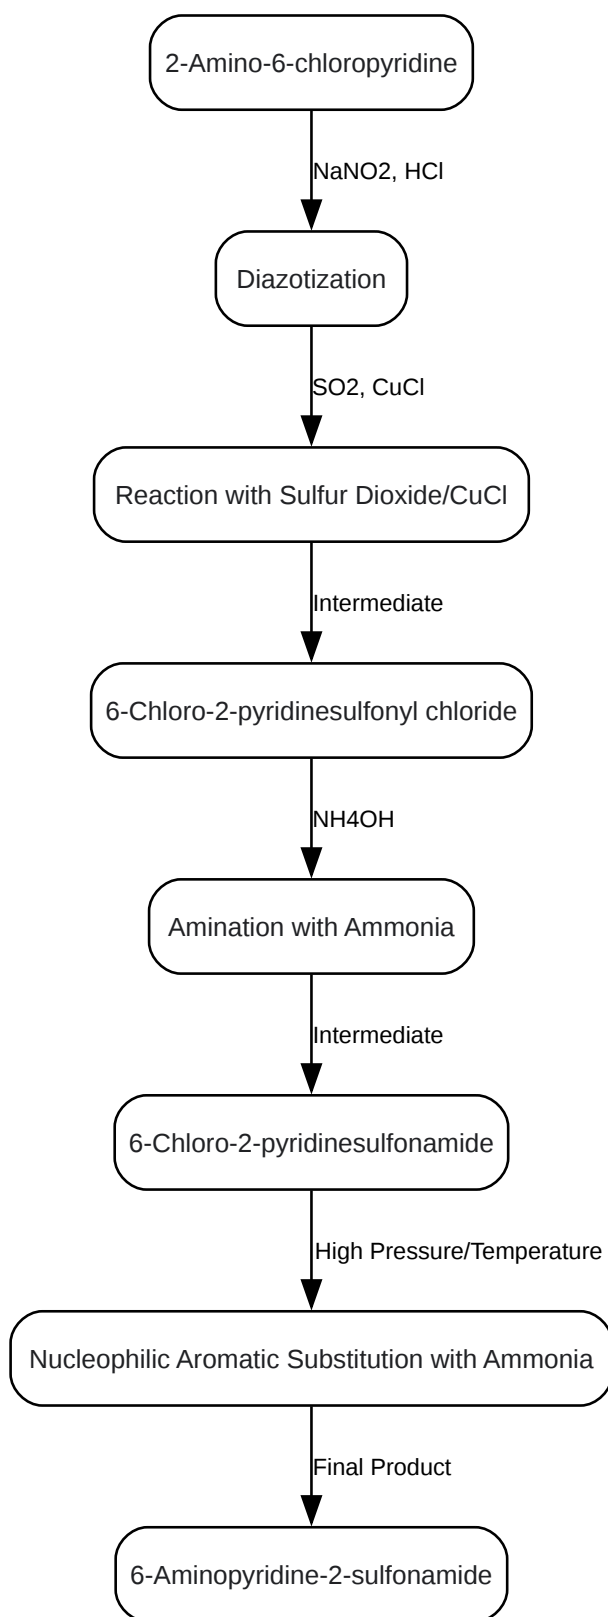 2-Amino-6-chloropyridine
NaNO2, HCl
Diazotization
SO2, CuCl
Reaction with Sulfur Dioxide/CuCl
Intermediate
6-Chloro-2-pyridinesulfonyl chloride
NH4OH
Amination with Ammonia
Intermediate
6-Chloro-2-pyridinesulfonamide
High Pressure/Temperature
Nucleophilic Aromatic Substitution with Ammonia
Final Product
6-Aminopyridine-2-sulfonamide